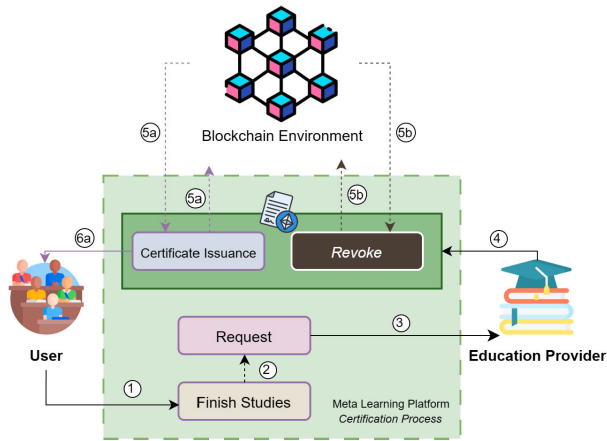 Blockchain Environment
5a
5b
5a
5b
6a
Certificate Issuance
Revoke
4
Request
3
User
Education Provider
2
1
Finish Studies
Meta Learning Platform
Certification Process